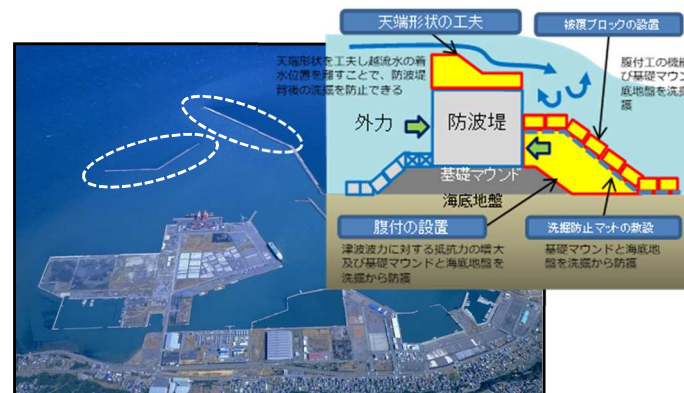 天端形状の工夫
被覆ブロックの設置
天端形状を工夫し越流水の着
水位置を離すことで、防波堤
背後の洗掘を防止できる
腹付工の機能
び基礎マウン
底地盤を洗掘
護
外力
防波堤
基礎マウンド
海底地盤
腹付の設置
津波波力に対する抵抗力の増大
及び基礎マウンドと海底地盤を
洗掘から防護
洗掘防止マットの敷設
基礎マウンドと海底地
盤を洗掘から防護